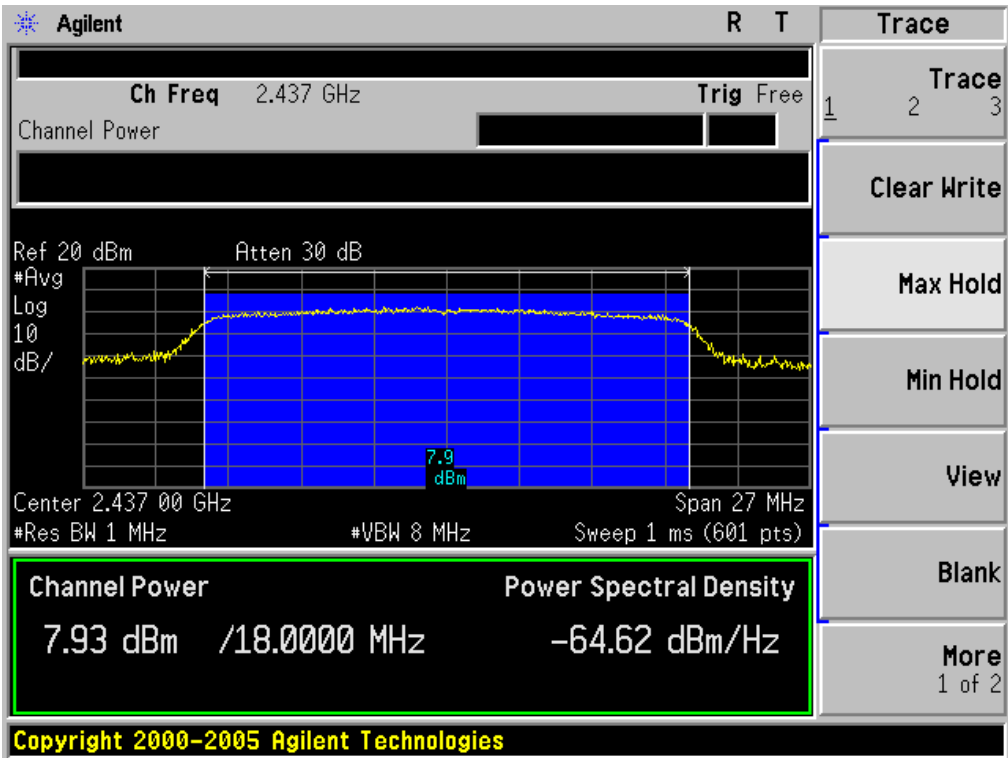 Agilent R T Trace
Ch Freq 2.437 GHz Trig Free
Channel Power
Trace
1 2 3
Clear Write
Ref 20 dBm Atten 30 dB
#Avg
Log
10
dB/
Max Hold
Min Hold
7.9
dBm
View
Center 2.437 00 GHz Span 27 MHz
#Res BW 1 MHz #VBW 8 MHz Sweep 1 ms (601 pts)
Channel Power Power Spectral Density
7.93 dBm /18.0000 MHz -64.62 dBm/Hz
Blank
More
1 of 2
Copyright 2000-2005 Agilent Technologies